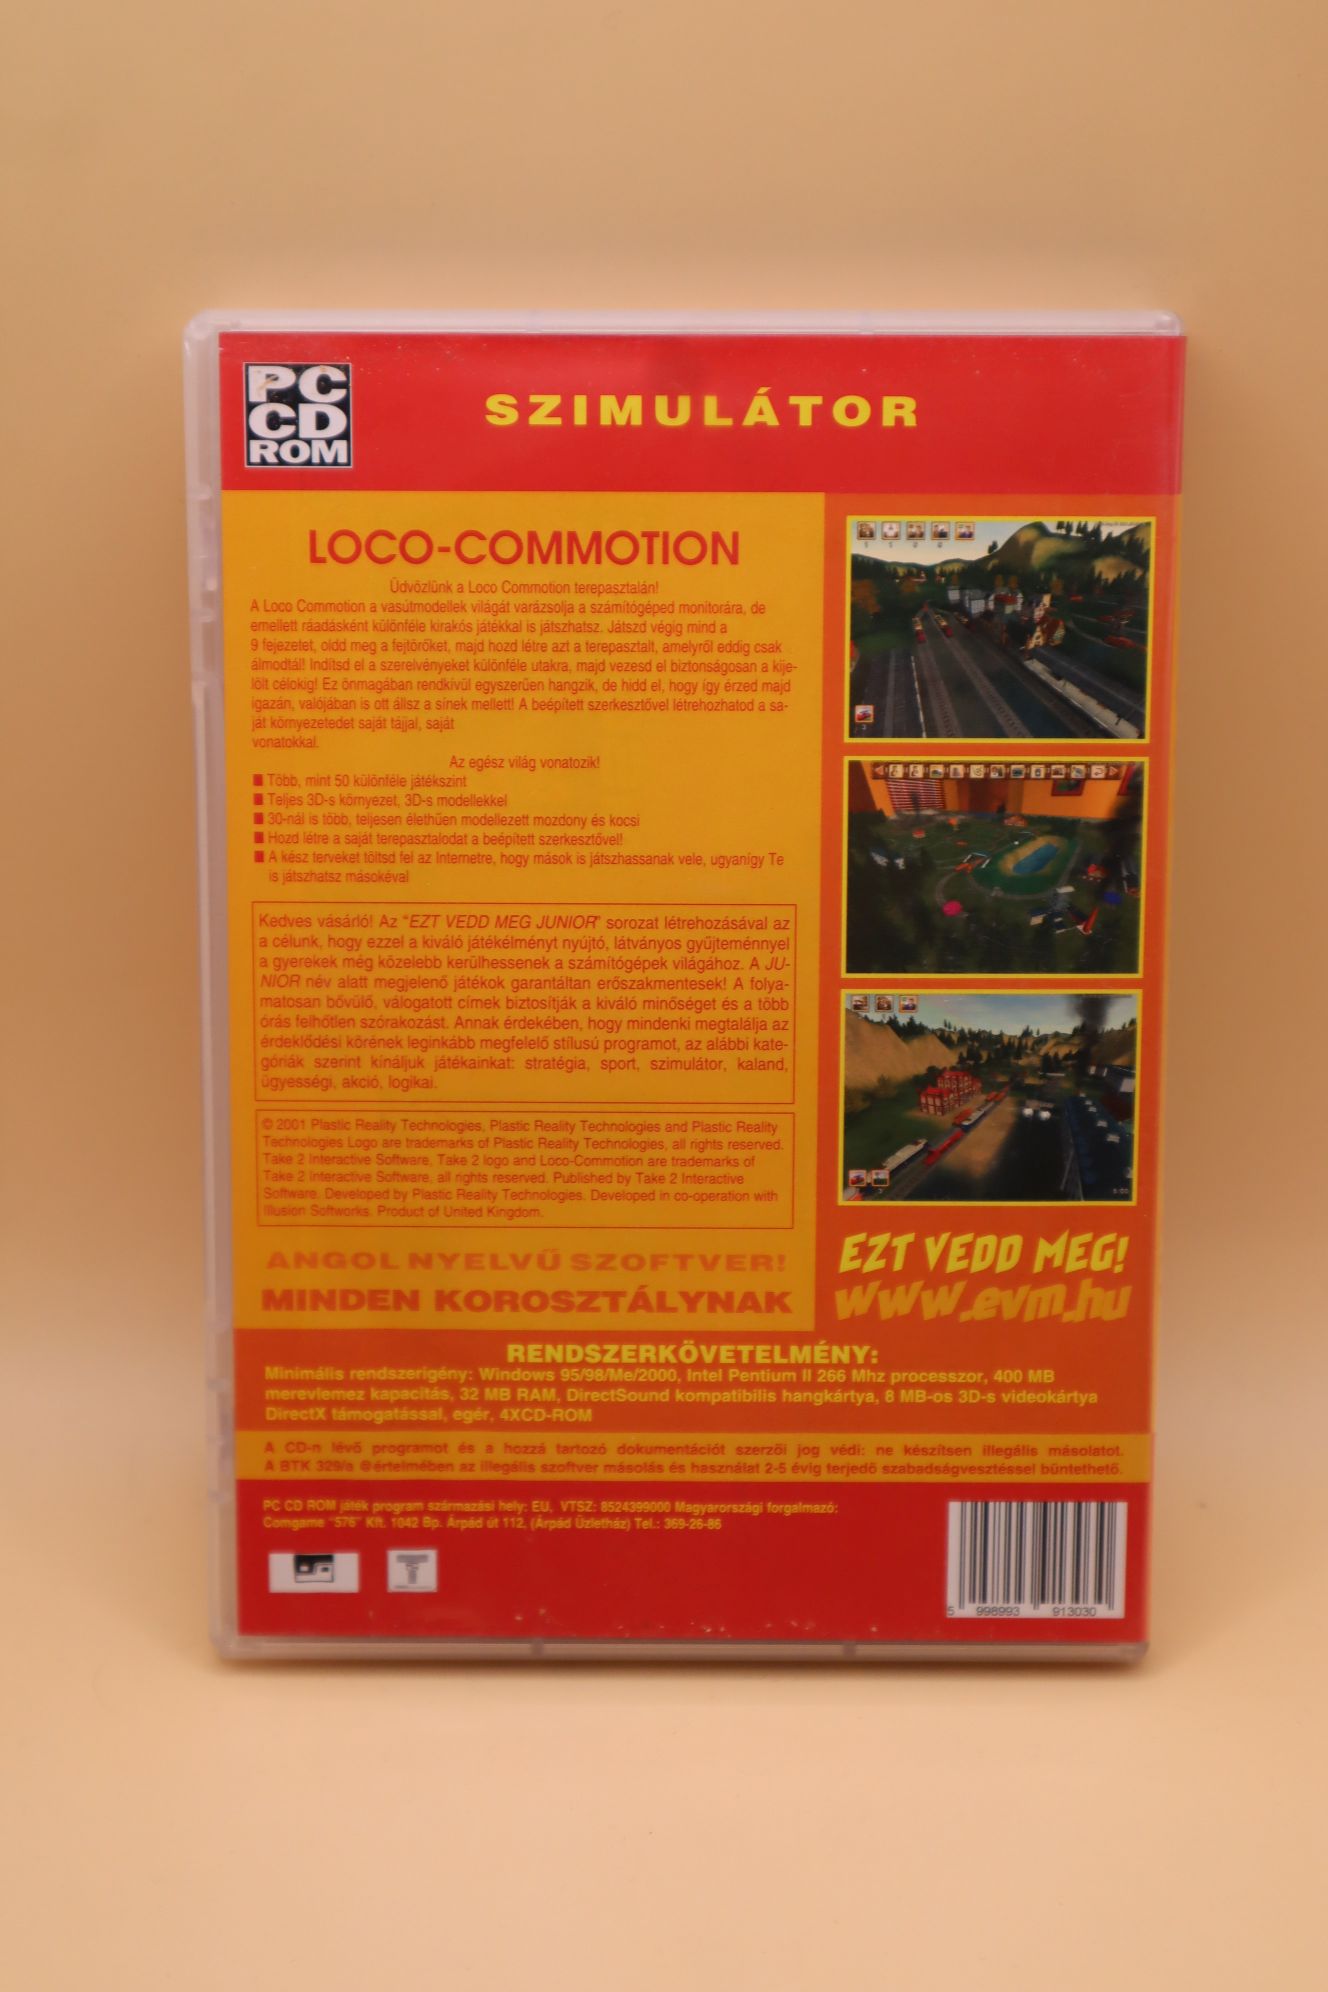 PC
CD
ROM
SZIMULÁTOR
LOCO-COMMOTION
Üdvözlünk a Loco Commotion terepasztalán!
A Loco Commotion a vasútmodellek világát varázsolja a számítógéped monitorára, de
emellett ráadásként különféle kirakós játékkal is játszhatsz. Játszd végig mind a
9 fejezetet, oldd meg a fejtörőket, majd hozd létre azt a terepasztalt, amelyről eddig csak
álmodtál! Indítsd el a szerelvényeket különféle utakra, majd vezesd el biztonságosan a kije-
lölt célokig! Ez önmagában rendkívül egyszerűen hangzik, de hidd el, hogy így érzed majd
igazán, valójában is ott állsz a sínek mellett! A beépített szerkesztővel létrehozhatod a sa-
ját környezetedet saját tájjal, saját
vonatokkal.
Az egész világ vonatozik!
Több, mint 50 különféle játékszint
Teljes 3D-s környezet, 3D-s modellekkel
30-nál is több, teljesen élethűen modellezett mozdony és kocsi
Hozd létre a saját terepasztalodat a beépített szerkesztővel!
A kész terveket töltsd fel az Internetre, hogy mások is játszhassanak vele, ugyanígy Te
is játszhatsz másokéval
Kedves vásárló! Az "EZT VEDD MEG JUNIOR" sorozat létrehozásával az
a célunk, hogy ezzel a kiváló játékélményt nyújtó, látványos gyűjteménnyel
a gyerekek még közelebb kerülhessenek a számítógépek világához. A JU-
NIOR név alatt megjelenő játékok garantáltan erőszakmentesek! A folya-
matosan bővülő, válogatott címek biztosítják a kiváló minőséget és a több
órás felhőtlen szórakozást. Annak érdekében, hogy mindenki megtalálja az
érdeklődési körének leginkább megfelelő stílusú programot, az alábbi kate-
góriák szerint kínáljuk játékainkat: stratégia, sport, szimulátor, kaland,
ügyességi, akció, logikai.
© 2001 Plastic Reality Technologies, Plastic Reality Technologies and Plastic Reality
Technologies Logo are trademarks of Plastic Reality Technologies, all rights reserved.
Take 2 Interactive Software, Take 2 logo and Loco-Commotion are trademarks of
Take 2 Interactive Software, all rights reserved. Published by Take 2 Interactive
Software. Developed by Plastic Reality Technologies. Developed in co-operation with
Illusion Softworks. Product of United Kingdom.
ANGOL NYELVŰ SZOFTVER!
MINDEN KOROSZTÁLYNAK
EZT VEDD MEG!
www.evm.hu
RENDSZERKÖVETELMÉNY:
Minimális rendszerigény: Windows 95/98/Me/2000, Intel Pentium II 266 Mhz processzor, 400 MB
merevlemez kapacitás, 32 MB RAM, DirectSound kompatibilis hangkártya, 8 MB-os 3D-s videokártya
DirectX támogatással, egér, 4XCD-ROM
A CD-n lévő programot és a hozzá tartozó dokumentációt szerzői jog védi: ne készítsen illegális másolatot.
A BTK 329/a @értelmében az illegális szoftver másolás és használat 2-5 évig terjedő szabadságvesztéssel büntethető.
PC CD ROM játék program származási hely: EU, VTSZ: 8524399000 Magyarországi forgalmazó:
Comgame "576" Kft. 1042 Bp. Árpád út 112. (Árpád Üzletház) Tel.: 369-26-86
5 998993 913030